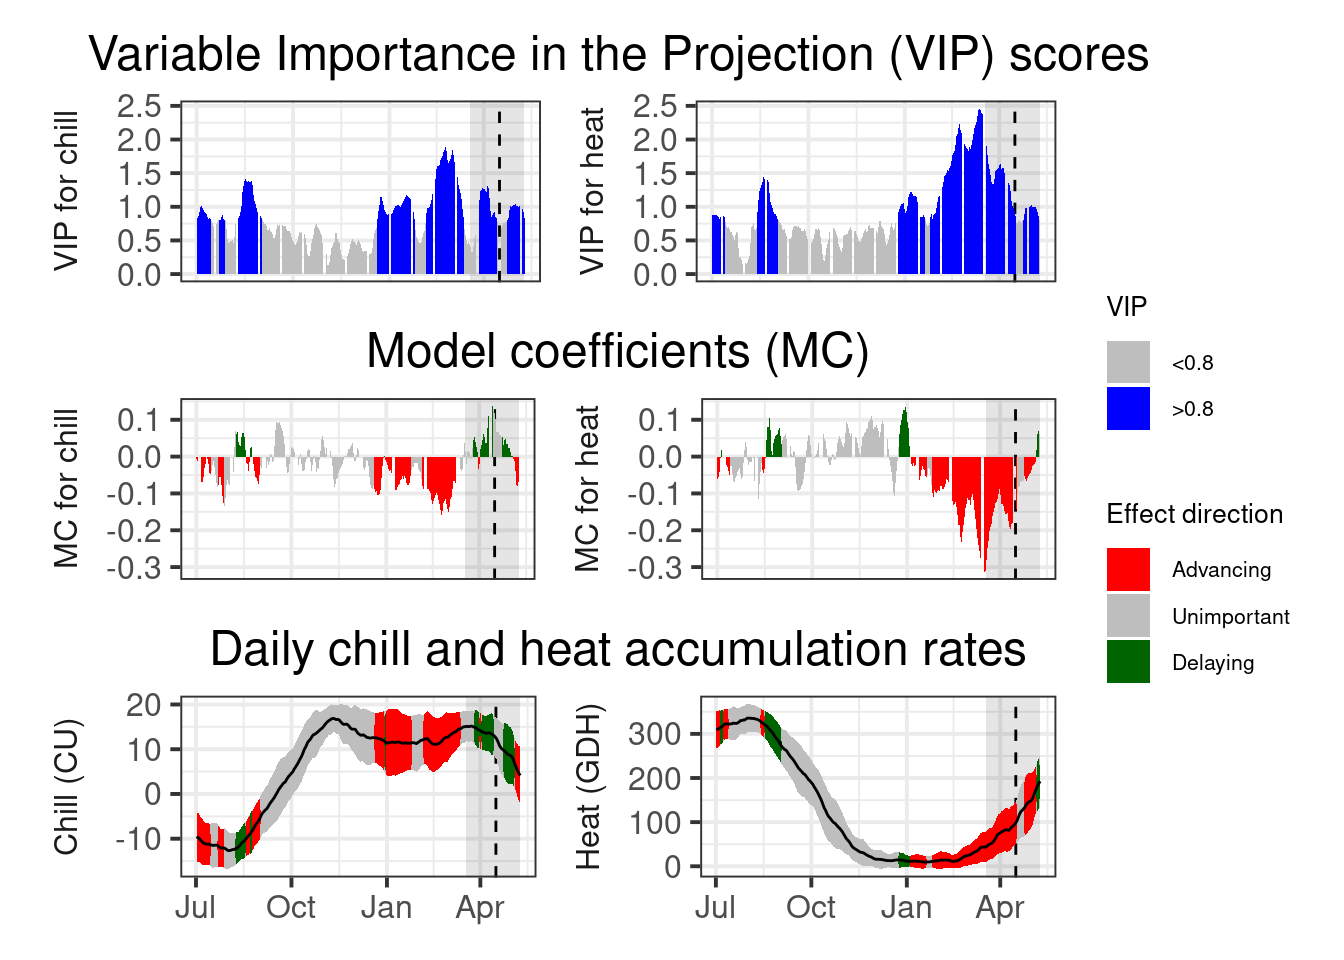 Variable Importance in the Projection (VIP) scores
VIP for chill
2.5
2.0
1.5
1.0
0.5
0.0
VIP for heat
2.5
2.0
1.5
1.0
0.5
0.0
Model coefficients (MC)
MC for chill
0.1
0.0
-0.1
-0.2
-0.3
MC for heat
0.1
0.0
-0.1
-0.2
-0.3
Daily chill and heat accumulation rates
Chill (CU)
20
10
0
-10
Jul Oct Jan Apr
Heat (GDH)
300
200
100
0
Jul Oct Jan Apr
VIP
<0.8
>0.8
Effect direction
Advancing
Unimportant
Delaying